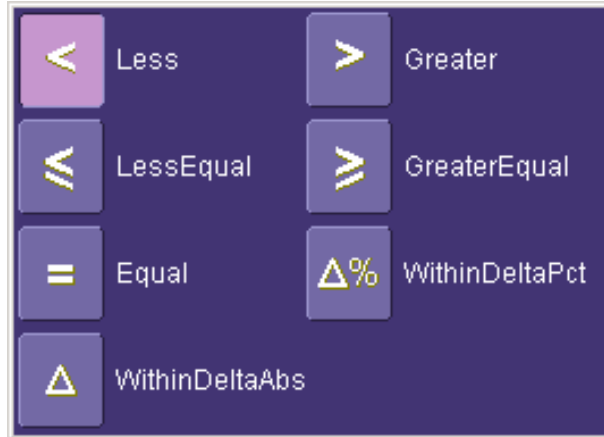 < Less > Greater
≤ LessEqual ≥ GreaterEqual
= Equal Δ% WithinDeltaPct
Δ WithinDeltaAbs